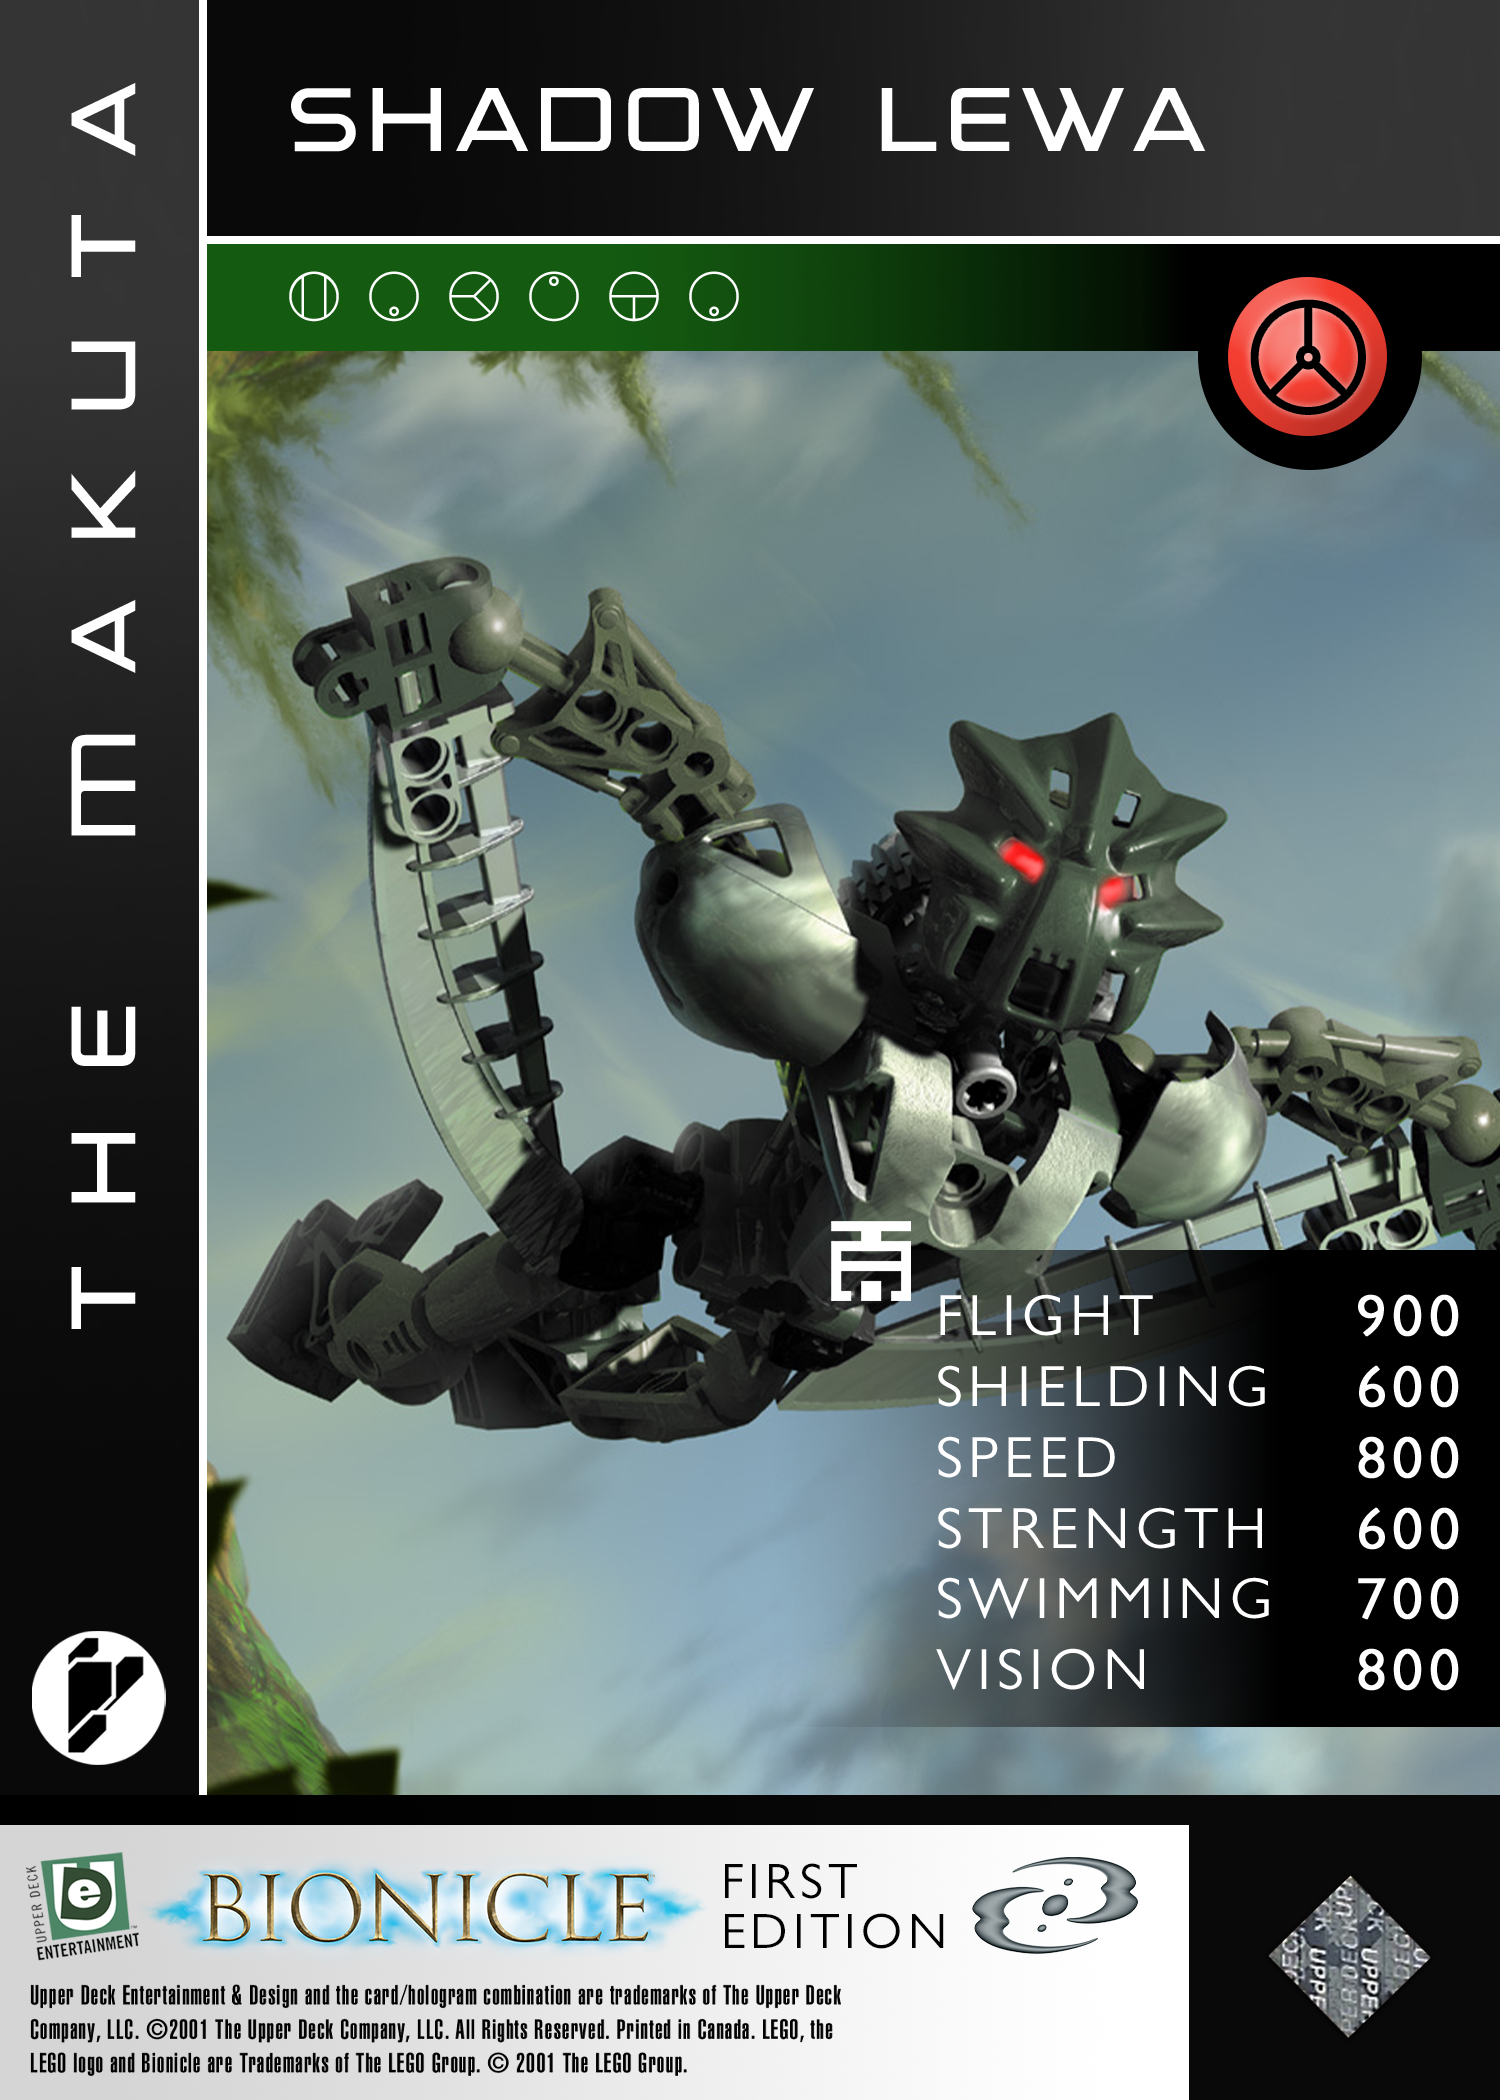 SHADOW LEWA
THE MAKUTA
FLIGHT 900
SHIELDING 600
SPEED 800
STRENGTH 600
SWIMMING 700
VISION 800
UPPER DECK
e
ENTERTAINMENT
BIONICLE
FIRST
EDITION
Upper Deck Entertainment & Design and the card/hologram combination are trademarks of The Upper Deck
Company, LLC. ©2001 The Upper Deck Company, LLC. All Rights Reserved. Printed in Canada. LEGO, the
LEGO logo and Bionicle are Trademarks of The LEGO Group. © 2001 The LEGO Group.